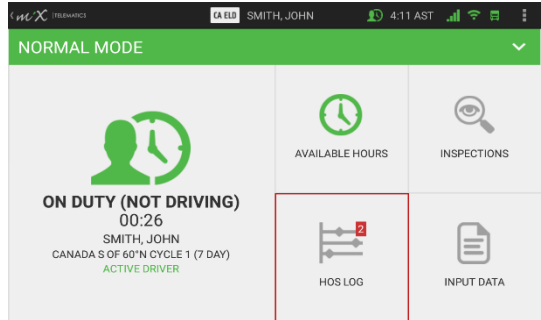 mix TELEMATICS CA ELD SMITH, JOHN 4:11 AST
NORMAL MODE
ON DUTY (NOT DRIVING)
00:26
SMITH, JOHN
CANADA S OF 60°N CYCLE 1 (7 DAY)
ACTIVE DRIVER
AVAILABLE HOURS
INSPECTIONS
2
HOS LOG
INPUT DATA